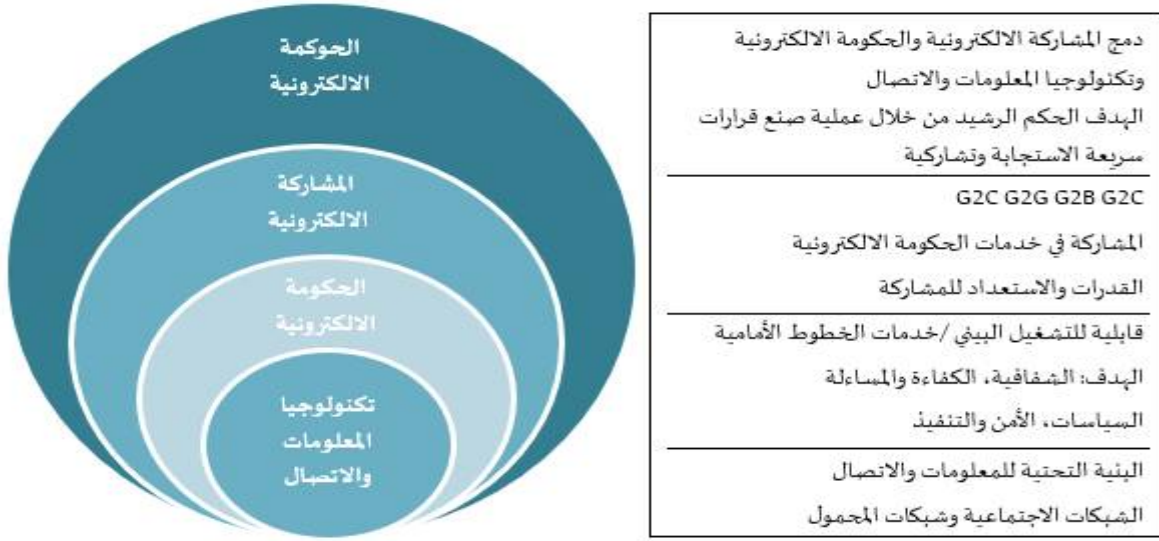 الحوكمة
الالكترونية
المشاركة
الالكترونية
الحكومة
الالكترونية
تكنولوجيا
المعلومات
والاتصال
دمج المشاركة الالكترونية والحكومة الالكترونية
وتكنولوجيا المعلومات والاتصال
الهدف الحكم الرشيد من خلال عملية صنع قرارات
سريعة الاستجابة وتشاركية
G2C G2G G2B G2C
المشاركة في خدمات الحكومة الالكترونية
القدرات والاستعداد للمشاركة
قابلية للتشغيل البيني /خدمات الخطوط الأمامية
الهدف: الشفافية، الكفاءة والمساءلة
السياسات، الأمن والتنفيذ
البنية التحتية للمعلومات والاتصال
الشبكات الاجتماعية وشبكات المحمول